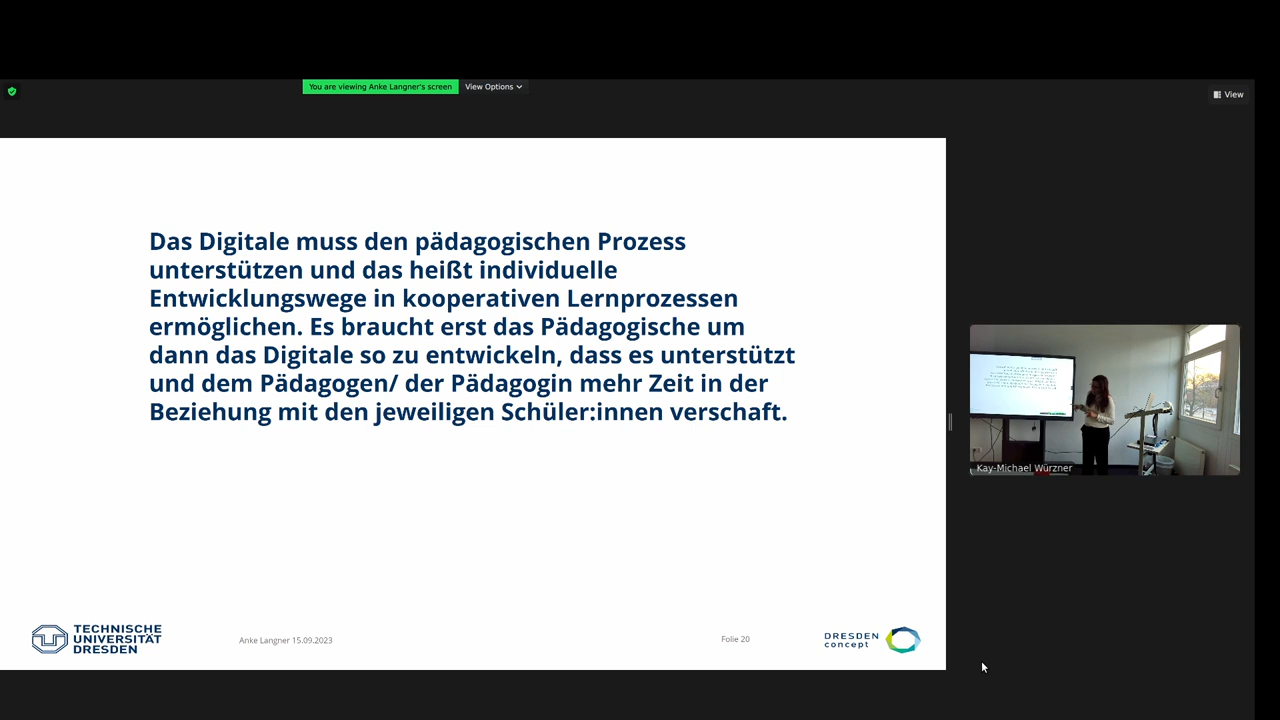 You are viewing Anke Langner's screen
View Options
View
Das Digitale muss den pädagogischen Prozess
unterstützen und das heißt individuelle
Entwicklungswege in kooperativen Lernprozessen
ermöglichen. Es braucht erst das Pädagogische um
dann das Digitale so zu entwickeln, dass es unterstützt
und dem Pädagogen/ der Pädagogin mehr Zeit in der
Beziehung mit den jeweiligen Schüler:innen verschaft.
Kay-Michael Würzner
TECHNISCHE
UNIVERSITÄT
DRESDEN
Anke Langner 15.09.2023
Folie 20
DRESDEN
concept